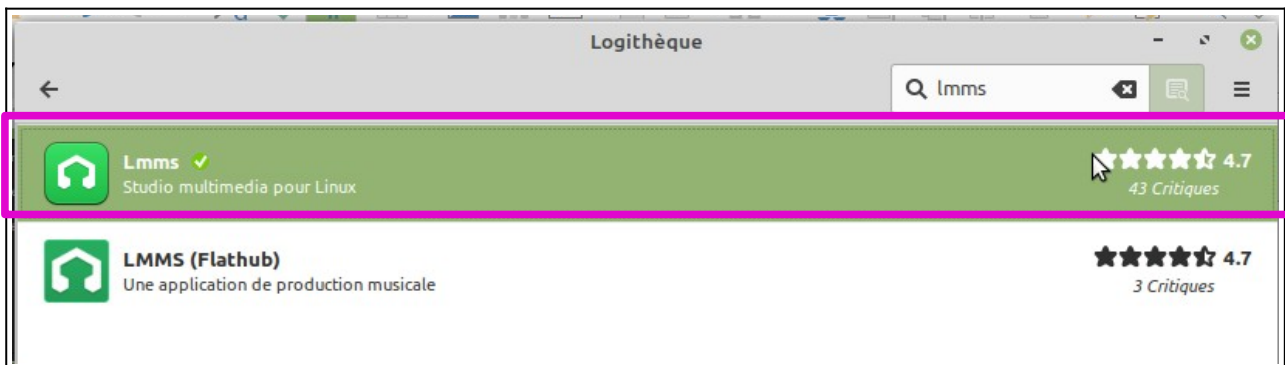 Logithèque
lmms
Lmms
Studio multimedia pour Linux
4.7
43 Critiques
LMMS (Flathub)
Une application de production musicale
4.7
3 Critiques